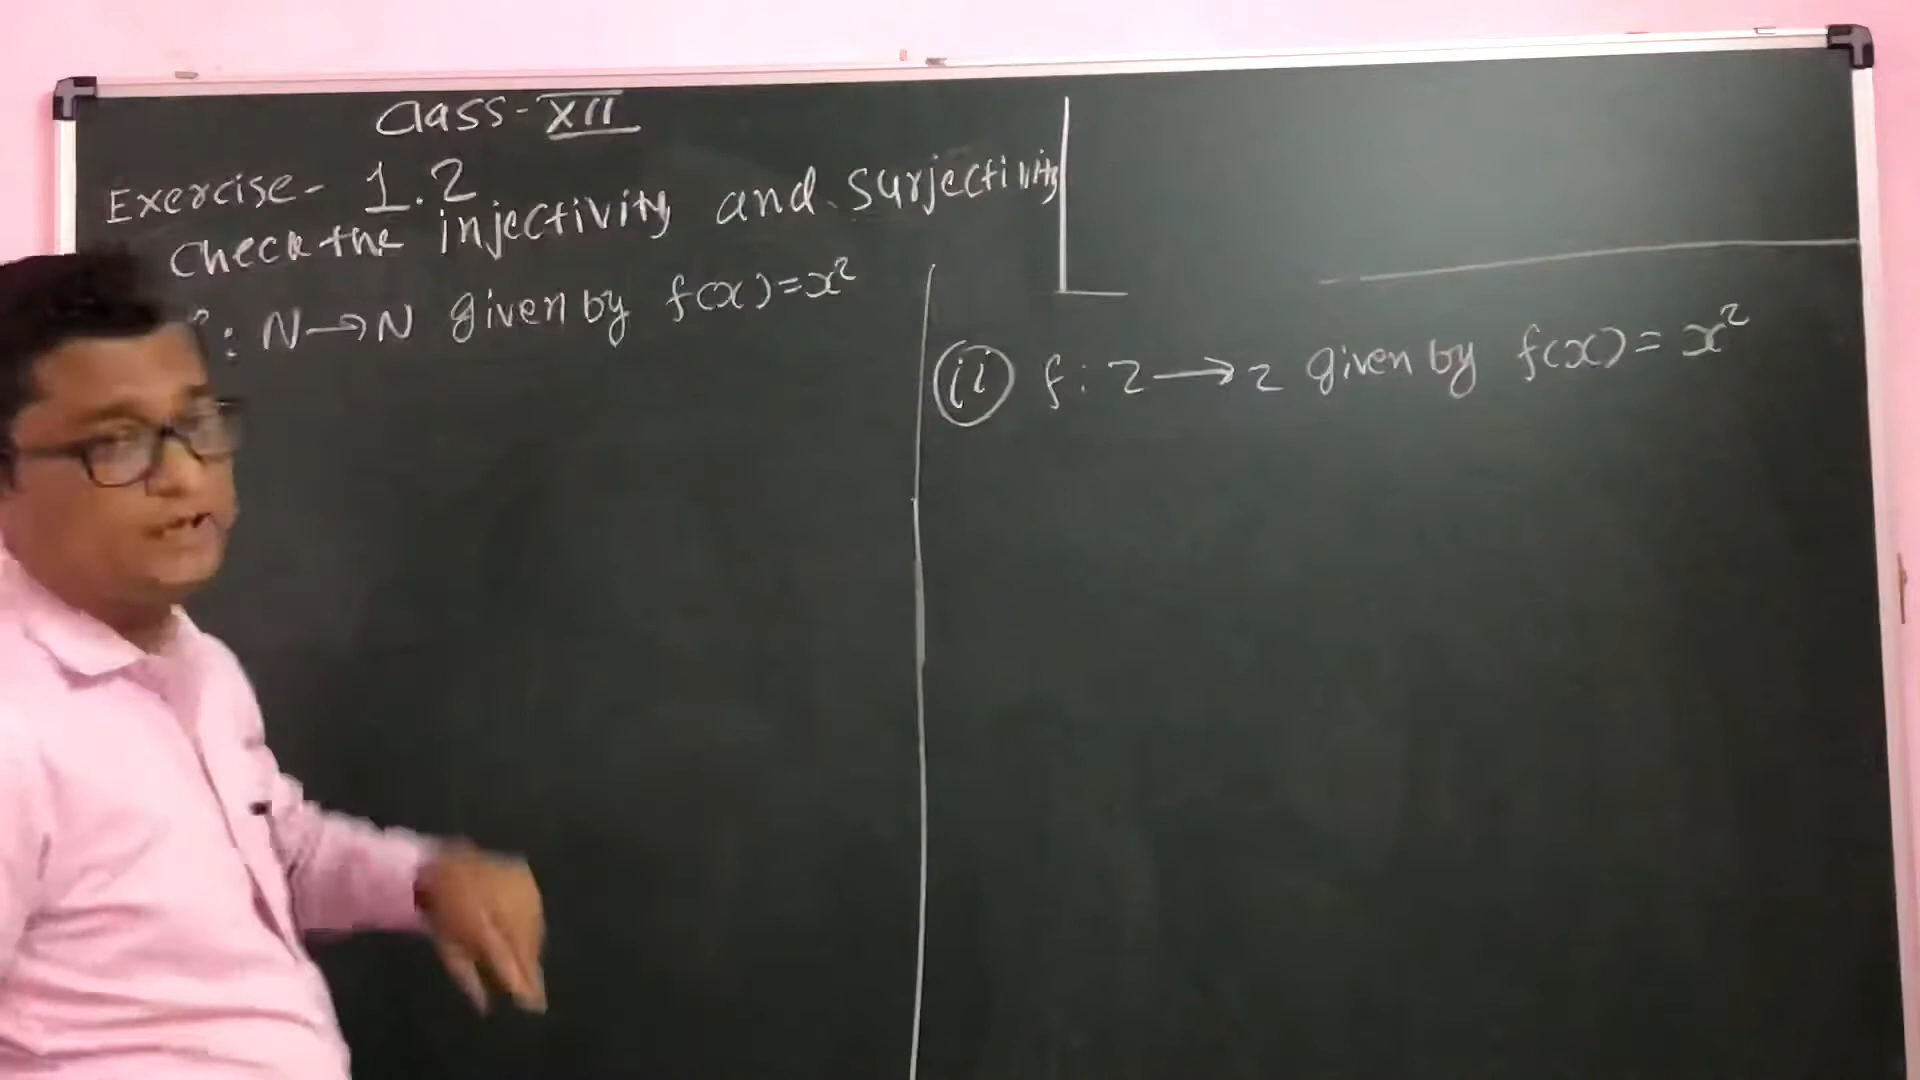 Class-XII
Exercise- 1.2
Check the injectivity and surjectivity
: N→N given by f(x)=x²
(ii) f: Z→Z given by f(x)=x²